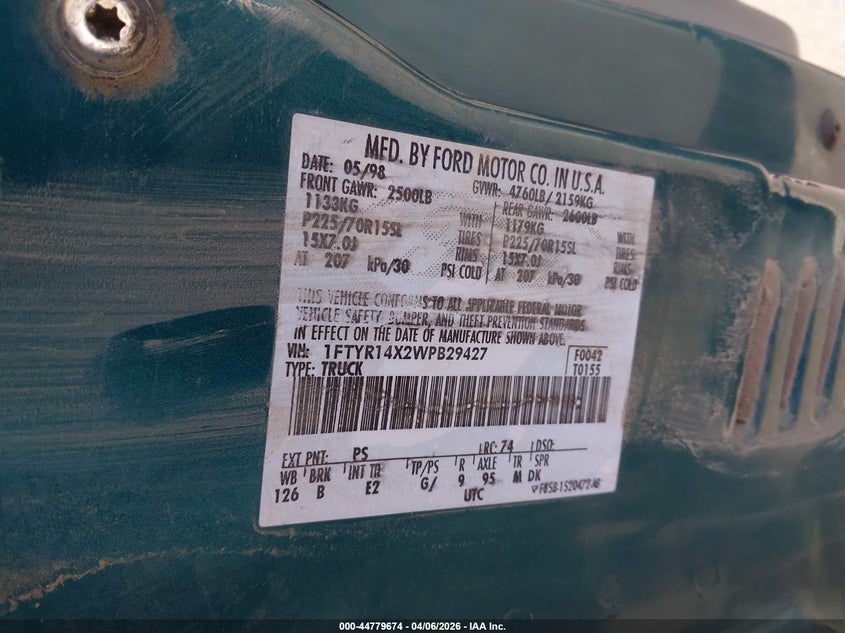 MFD. BY FORD MOTOR CO. IN U.S.A.
DATE: 05/98 GVWR: 4760LB/ 2159KG
FRONT GAWR: 2500LB REAR GAWR: 2600LB
1133KG WITH 1179KG WITH
P225/70R15SL TIRES P225/70R15SL TIRES
15X7.0J RIMS 15X7.0J RIMS
AT 207 kPa/30 PSI COLD AT 207 kPa/30 PSI COLD
THIS VEHICLE CONFORMS TO ALL APPLICABLE FEDERAL MOTOR
VEHICLE SAFETY, BUMPER, AND THEFT PREVENTION STANDARDS
IN EFFECT ON THE DATE OF MANUFACTURE SHOWN ABOVE.
VIN: 1FTYR14X2WPB29427 F0042
TYPE: TRUCK T0155
EXT PNT: PS RC: 74 DSO:
WB BRK INT TR TP/PS R AXLE TR SPR
126 B E2 G/ 9 95 M DK
UTC
000-44779674 - 04/06/2026 - IAA Inc.